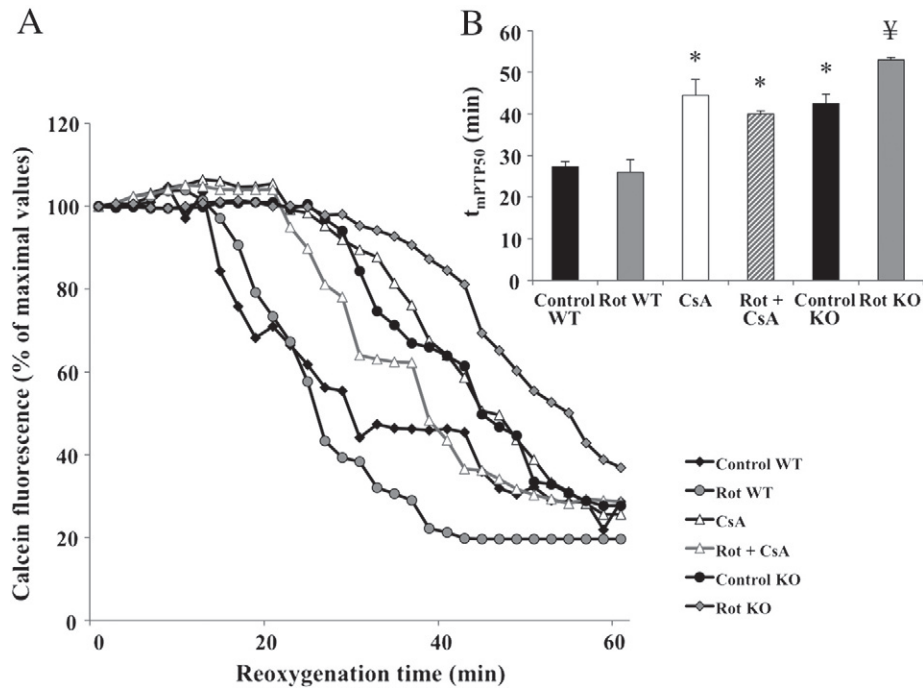 A
Calcein fluorescence (% of maximal values)
120
100
80
60
40
20
0
0 20 40 60
Reoxygenation time (min)
Control WT
Rot WT
CsA
Rot + CsA
Control KO
Rot KO
B
t mPTP50 (min)
60
50
40
30
20
10
0
* * * ¥
Control WT
Rot WT
CsA
Rot + CsA
Control KO
Rot KO